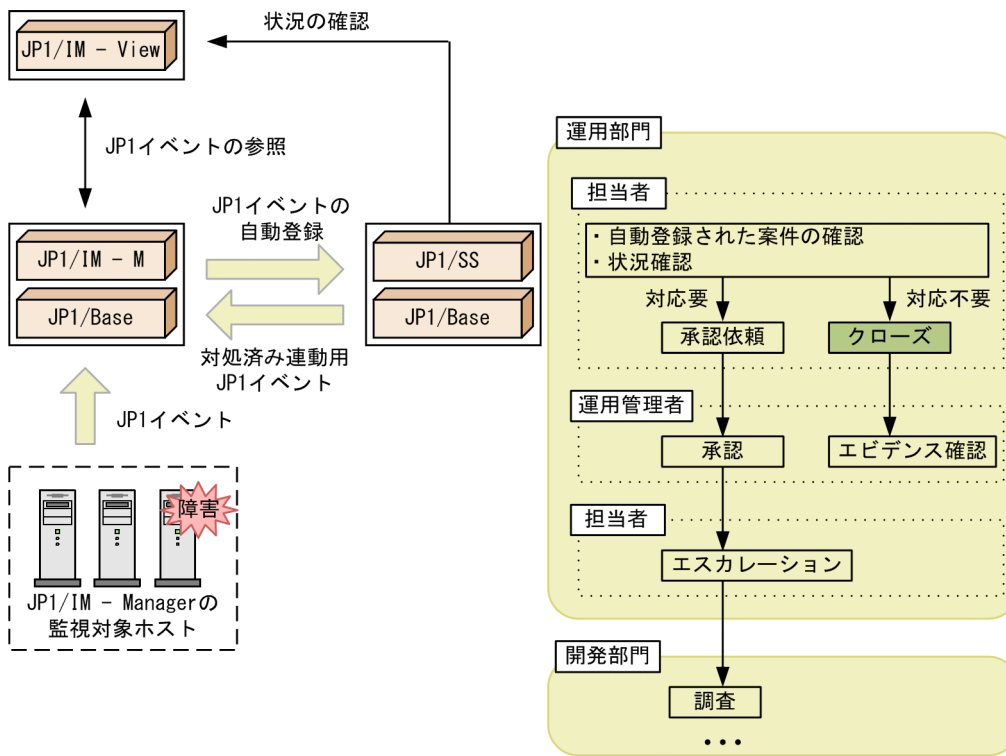 状況の確認
JP1/IM - View
JP1イベントの参照
JP1イベントの
自動登録
JP1/IM - M
JP1/Base
JP1/SS
JP1/Base
対処済み連動用
JP1イベント
JP1イベント
障害
JP1/IM - Managerの
監視対象ホスト
運用部門
担当者
・自動登録された案件の確認
・状況確認
対応要
対応不要
承認依頼
クローズ
運用管理者
承認
エビデンス確認
担当者
エスカレーション
開発部門
調査
・・・